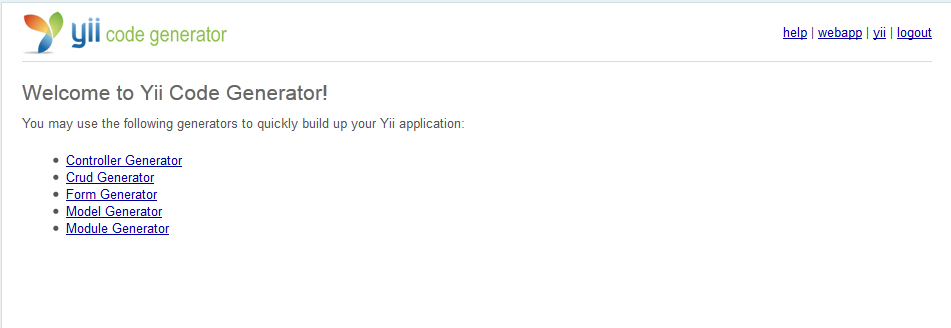 yii code generator
help | webapp | yii | logout
Welcome to Yii Code Generator!
You may use the following generators to quickly build up your Yii application:
Controller Generator
Crud Generator
Form Generator
Model Generator
Module Generator